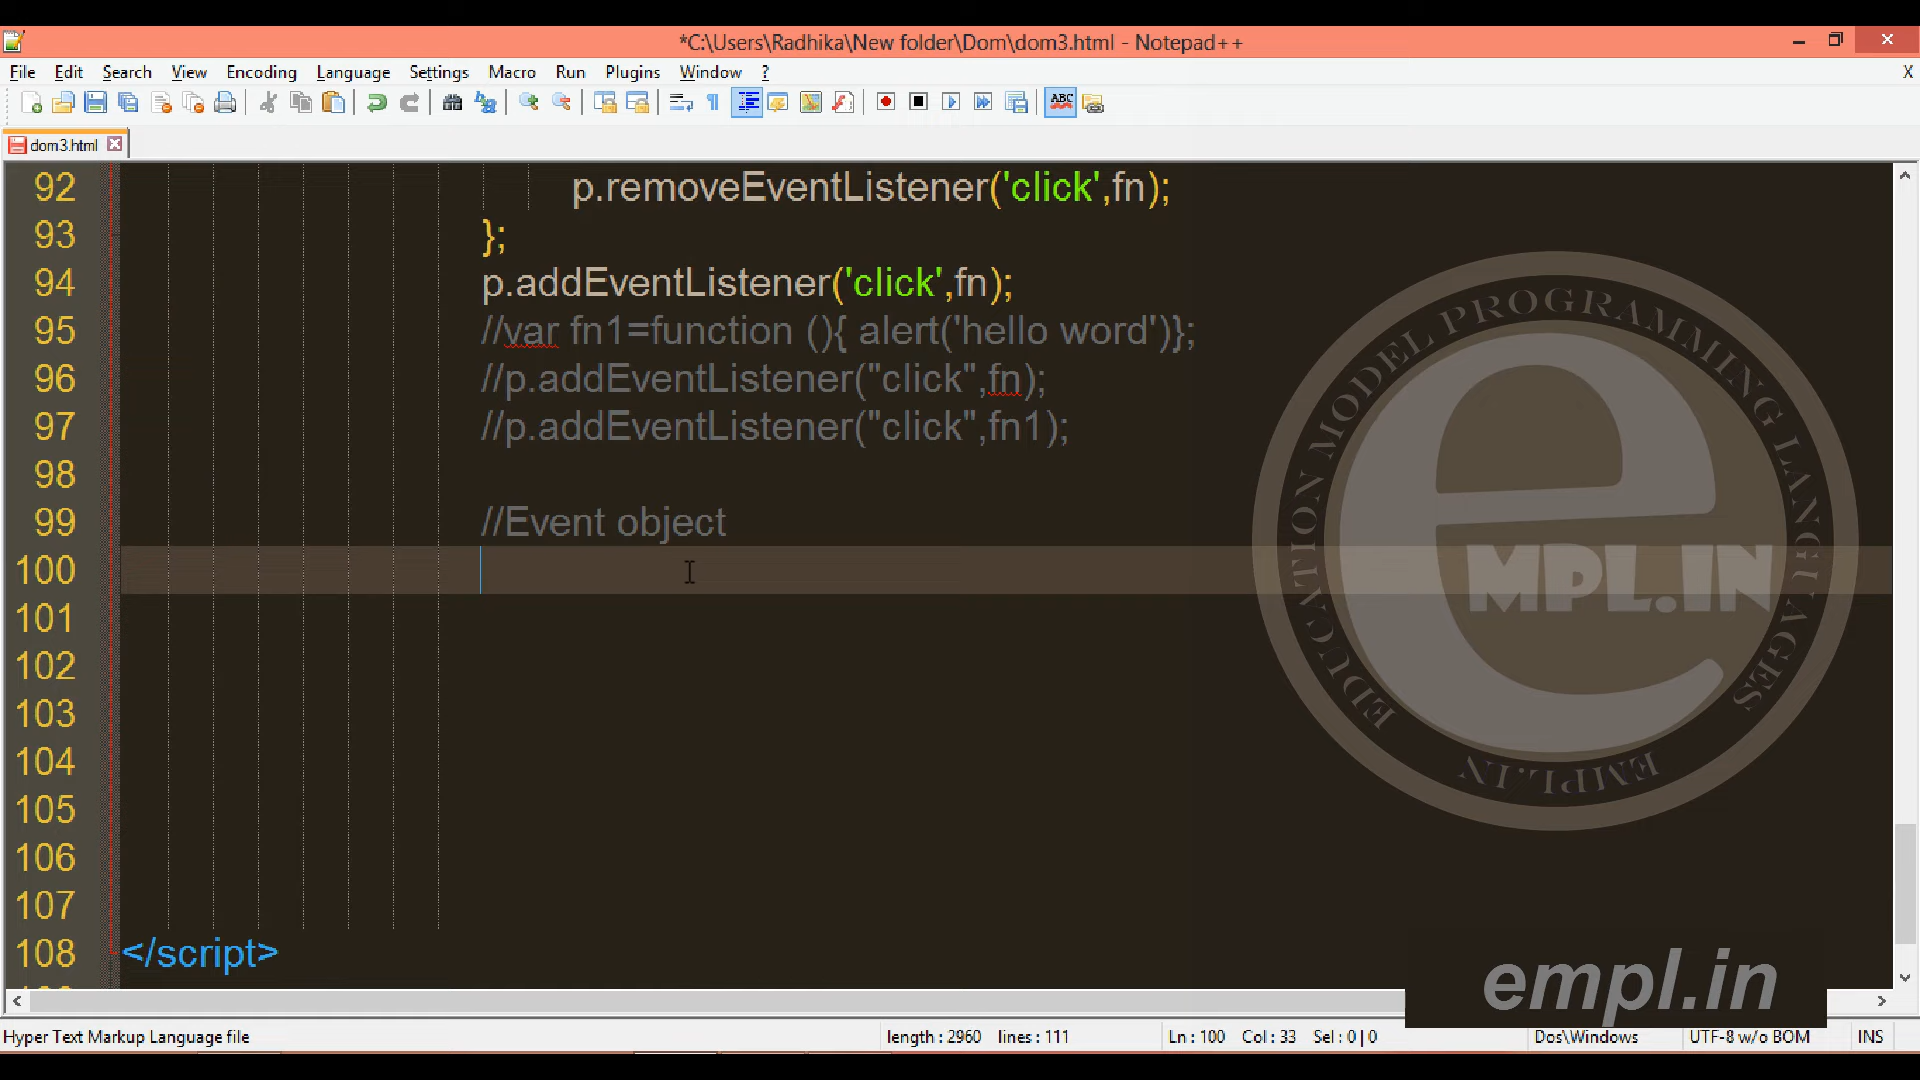 *C:\Users\Radhika\New folder\Dom\dom3.html - Notepad++
File Edit Search View Encoding Language Settings Macro Run Plugins Window ? X
ABC
dom3.html
92 p.removeEventListener('click',fn);
93 };
94 p.addEventListener('click',fn);
95 //var fn1=function (){ alert('hello word')};
96 //p.addEventListener("click",fn);
97 //p.addEventListener("click",fn1);
98
99 //Event object
100
101
102
103
104
105
106
107
108 </script>
EDUCATION MODEL PROGRAMMING LANGUAGES
e
MPL.IN
EMPL.IN
empl.in
Hyper Text Markup Language file length : 2960 lines : 111 Ln : 100 Col : 33 Sel : 0 | 0 Dos\Windows UTF-8 w/o BOM INS